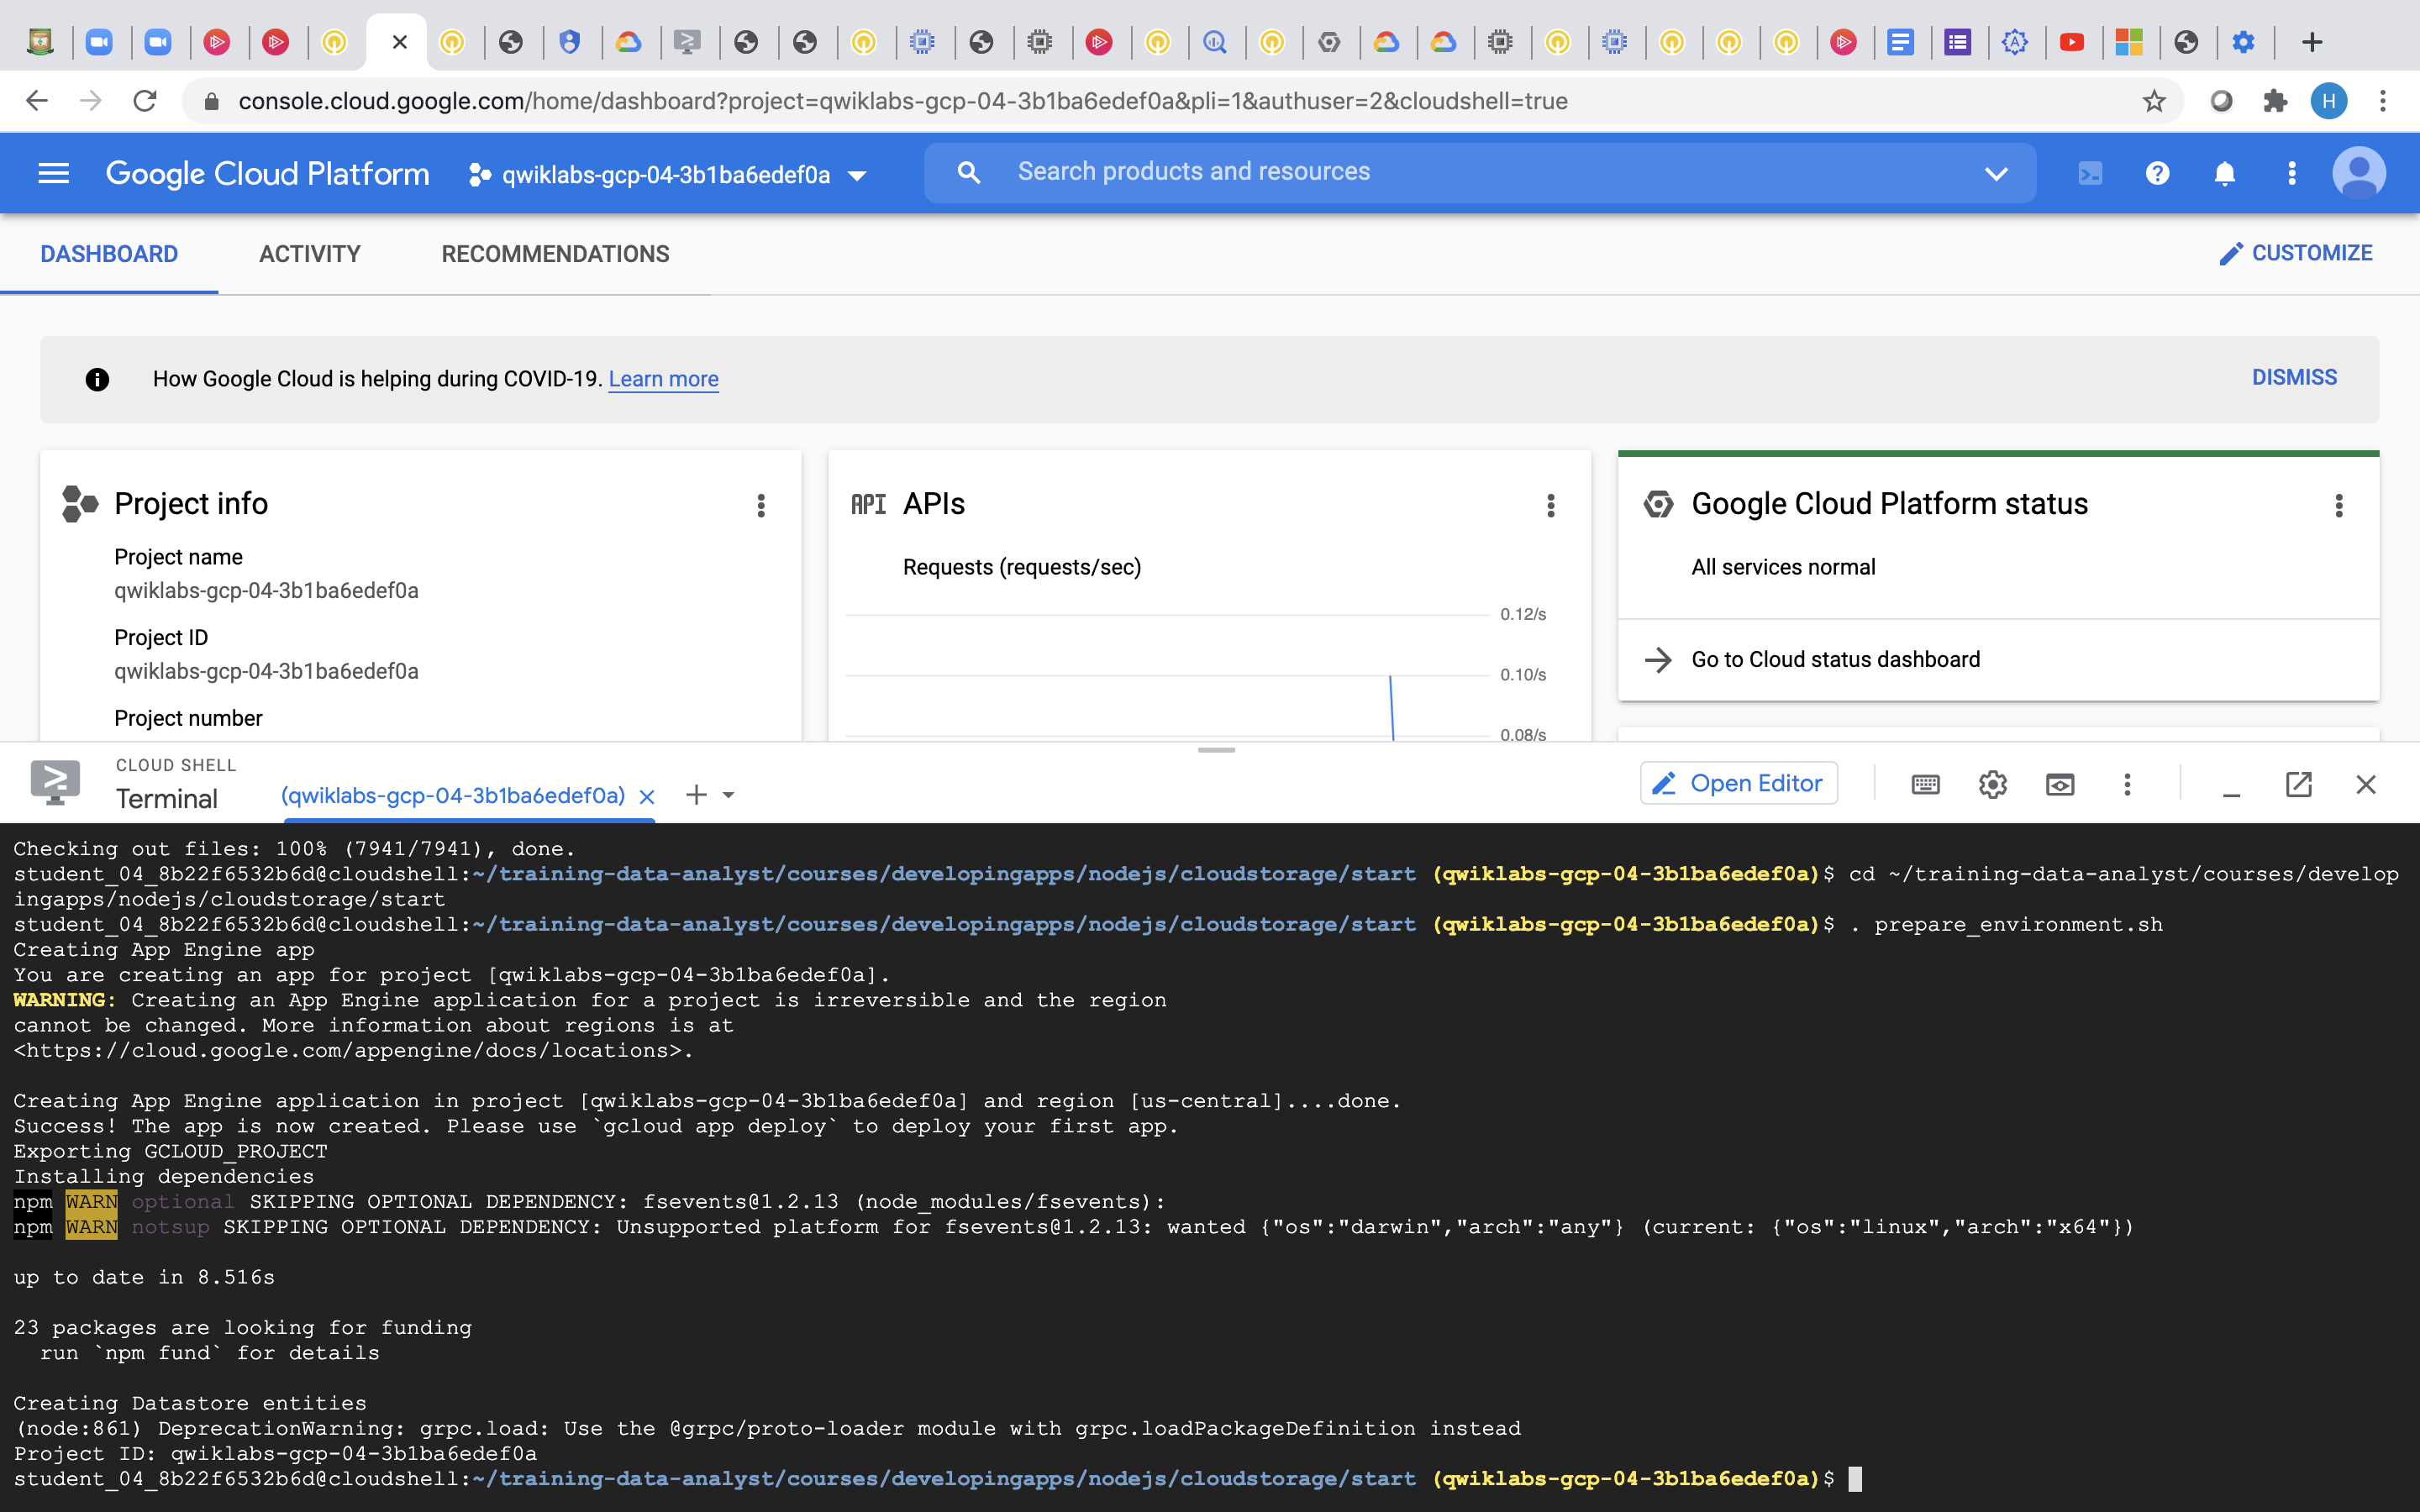 console.cloud.google.com/home/dashboard?project=qwiklabs-gcp-04-3b1ba6edef0a&pli=1&authuser=2&cloudshell=true
H
Google Cloud Platform
qwiklabs-gcp-04-3b1ba6edef0a
Search products and resources
DASHBOARD
ACTIVITY
RECOMMENDATIONS
CUSTOMIZE
How Google Cloud is helping during COVID-19. Learn more
DISMISS
Project info
Project name
qwiklabs-gcp-04-3b1ba6edef0a
Project ID
qwiklabs-gcp-04-3b1ba6edef0a
Project number
API APIs
Requests (requests/sec)
0.12/s
0.10/s
0.08/s
Google Cloud Platform status
All services normal
Go to Cloud status dashboard
CLOUD SHELL
Terminal
(qwiklabs-gcp-04-3b1ba6edef0a)
Open Editor
Checking out files: 100% (7941/7941), done.
student_04_8b22f6532b6d@cloudshell:~/training-data-analyst/courses/developingapps/nodejs/cloudstorage/start (qwiklabs-gcp-04-3b1ba6edef0a)$ cd ~/training-data-analyst/courses/develop
ingapps/nodejs/cloudstorage/start
student_04_8b22f6532b6d@cloudshell:~/training-data-analyst/courses/developingapps/nodejs/cloudstorage/start (qwiklabs-gcp-04-3b1ba6edef0a)$ . prepare_environment.sh
Creating App Engine app
You are creating an app for project [qwiklabs-gcp-04-3b1ba6edef0a].
WARNING: Creating an App Engine application for a project is irreversible and the region
cannot be changed. More information about regions is at
<https://cloud.google.com/appengine/docs/locations>.
Creating App Engine application in project [qwiklabs-gcp-04-3b1ba6edef0a] and region [us-central]....done.
Success! The app is now created. Please use `gcloud app deploy` to deploy your first app.
Exporting GCLOUD_PROJECT
Installing dependencies
npm WARN optional SKIPPING OPTIONAL DEPENDENCY: fsevents@1.2.13 (node_modules/fsevents):
npm WARN notsup SKIPPING OPTIONAL DEPENDENCY: Unsupported platform for fsevents@1.2.13: wanted {"os":"darwin","arch":"any"} (current: {"os":"linux","arch":"x64"})
up to date in 8.516s
23 packages are looking for funding
run `npm fund` for details
Creating Datastore entities
(node:861) DeprecationWarning: grpc.load: Use the @grpc/proto-loader module with grpc.loadPackageDefinition instead
Project ID: qwiklabs-gcp-04-3b1ba6edef0a
student_04_8b22f6532b6d@cloudshell:~/training-data-analyst/courses/developingapps/nodejs/cloudstorage/start (qwiklabs-gcp-04-3b1ba6edef0a)$